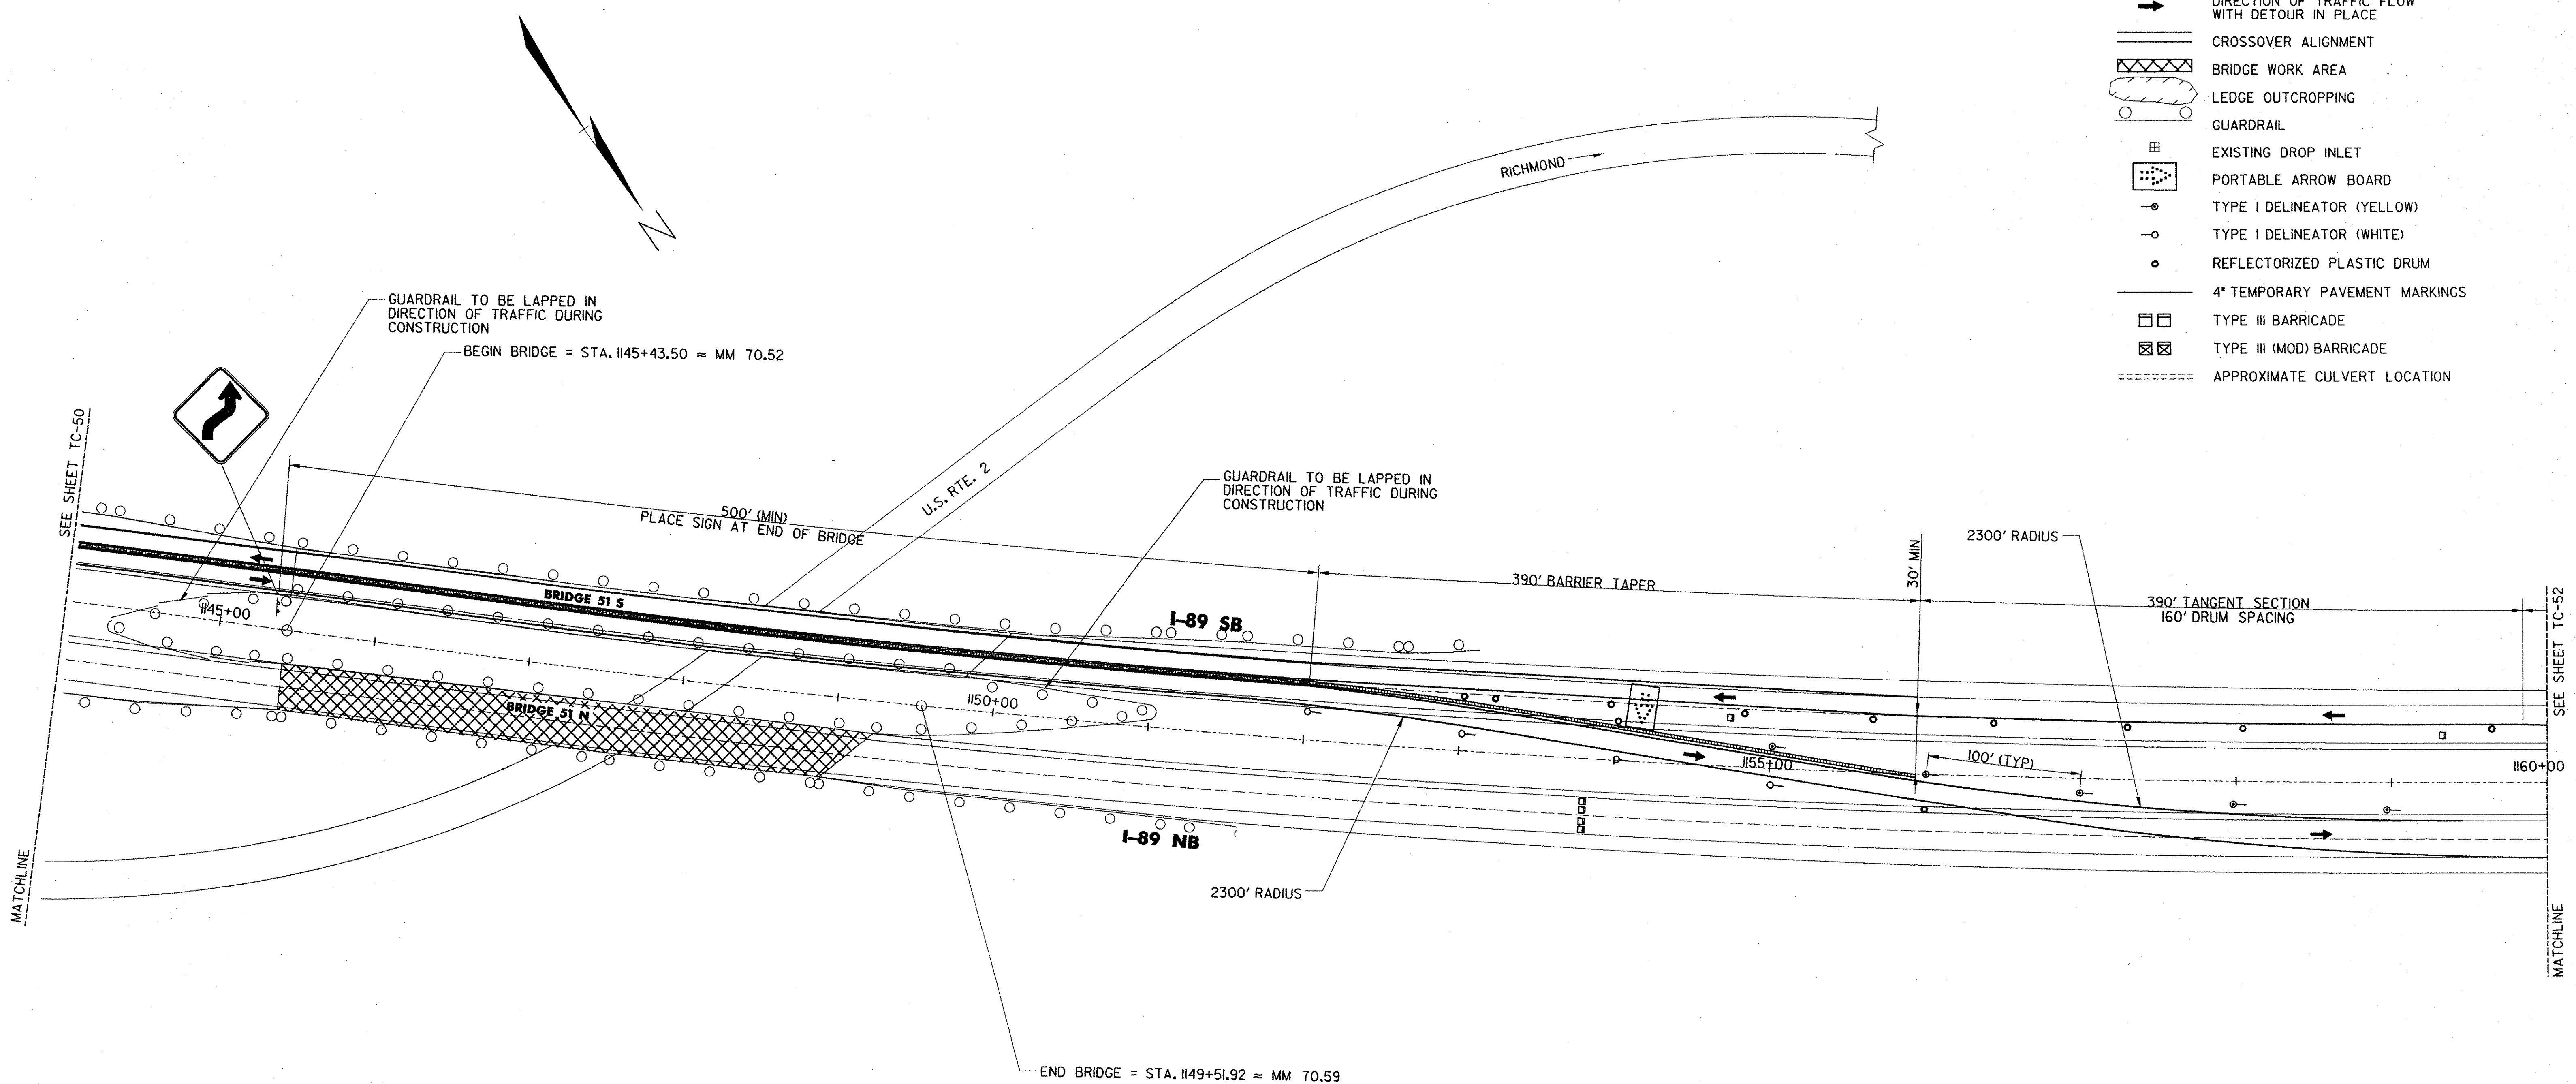 DIRECTION OF TRAFFIC FLOW
WITH DETOUR IN PLACE
CROSSOVER ALIGNMENT
BRIDGE WORK AREA
LEDGE OUTCROPPING
GUARDRAIL
EXISTING DROP INLET
PORTABLE ARROW BOARD
TYPE I DELINEATOR (YELLOW)
TYPE I DELINEATOR (WHITE)
REFLECTORIZED PLASTIC DRUM
4" TEMPORARY PAVEMENT MARKINGS
TYPE III BARRICADE
TYPE III (MOD) BARRICADE
APPROXIMATE CULVERT LOCATION
N
RICHMOND
GUARDRAIL TO BE LAPPED IN
DIRECTION OF TRAFFIC DURING
CONSTRUCTION
BEGIN BRIDGE = STA. 1145+43.50 ≈ MM 70.52
SEE SHEET TC-50
MATCHLINE
500' (MIN)
PLACE SIGN AT END OF BRIDGE
U.S. RTE. 2
GUARDRAIL TO BE LAPPED IN
DIRECTION OF TRAFFIC DURING
CONSTRUCTION
2300' RADIUS
30' MIN
390' BARRIER TAPER
390' TANGENT SECTION
160' DRUM SPACING
SEE SHEET TC-52
MATCHLINE
BRIDGE 51 S
I-89 SB
1145+00
1150+00
1155+00
1160+00
100' (TYP)
BRIDGE 51 N
I-89 NB
2300' RADIUS
END BRIDGE = STA. 1149+51.92 ≈ MM 70.59